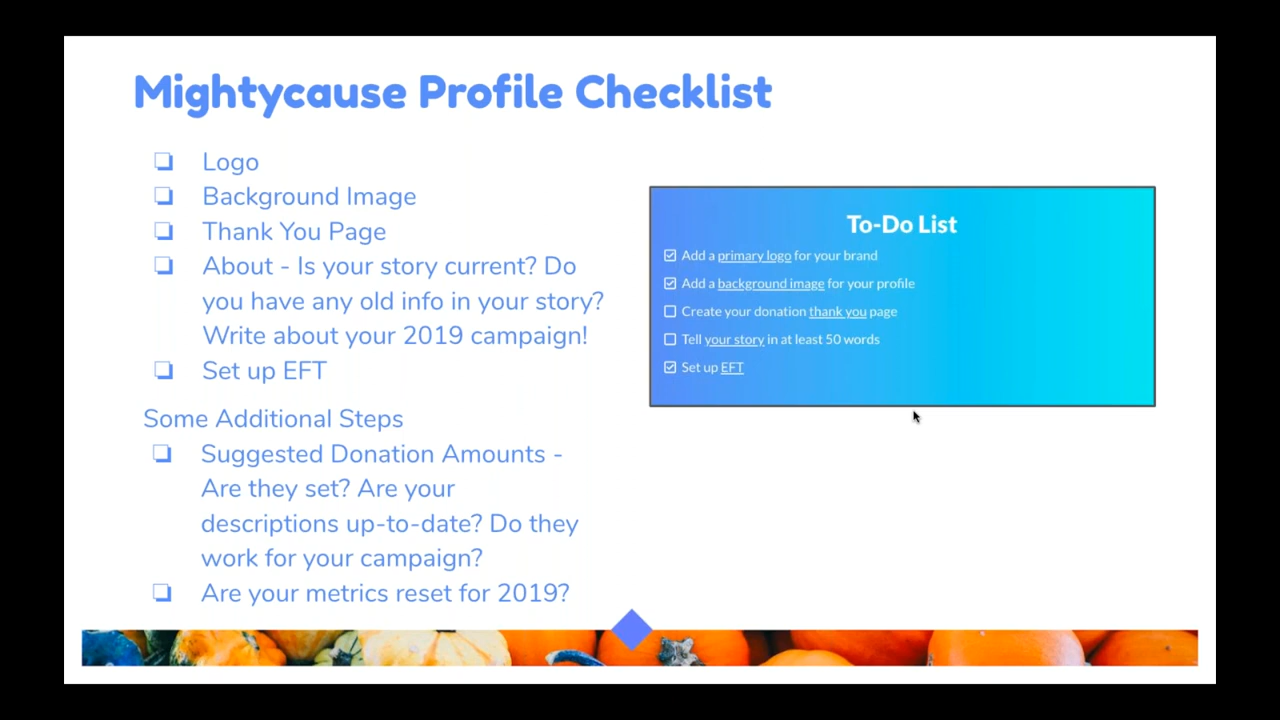 Mightycause Profile Checklist
Logo
Background Image
Thank You Page
About - Is your story current? Do
you have any old info in your story?
Write about your 2019 campaign!
Set up EFT
Some Additional Steps
Suggested Donation Amounts -
Are they set? Are your
descriptions up-to-date? Do they
work for your campaign?
Are your metrics reset for 2019?
To-Do List
Add a primary logo for your brand
Add a background image for your profile
Create your donation thank you page
Tell your story in at least 50 words
Set up EFT